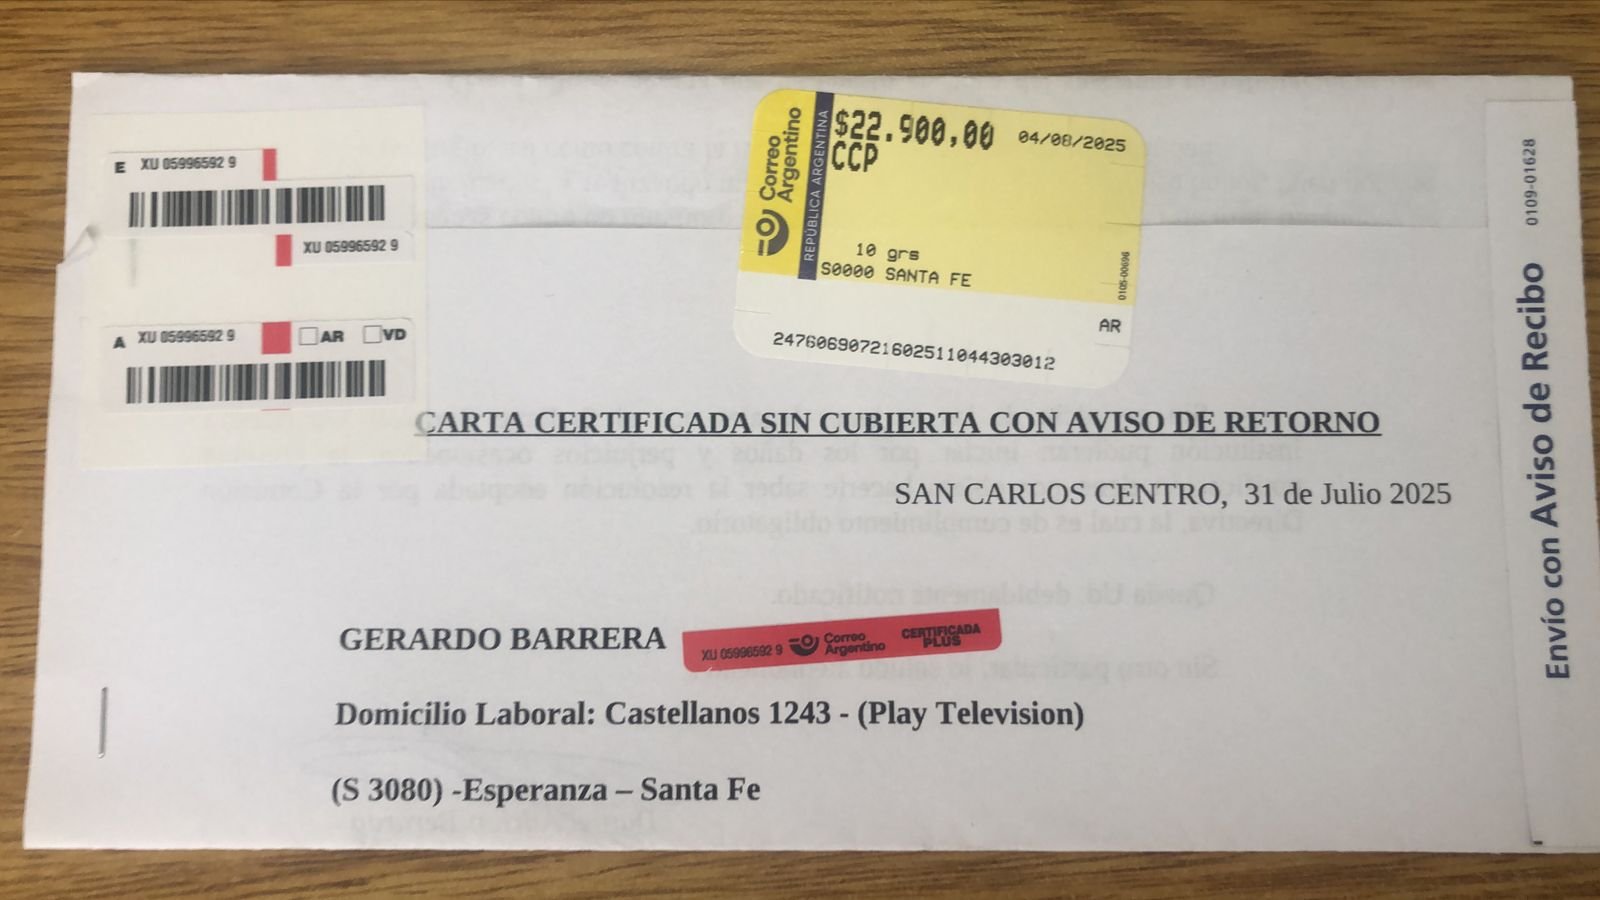 E XU 05996592 9
XU 05996592 9
A XU 05996592 9 AR VD
Correo Argentino
REPÚBLICA ARGENTINA
$22.900,00 04/08/2025
CCP
10 grs
S0000 SANTA FE
0105-00696
AR
24760690721602511044303012
CARTA CERTIFICADA SIN CUBIERTA CON AVISO DE RETORNO
SAN CARLOS CENTRO, 31 de Julio 2025
GERARDO BARRERA
XU 05996592 9 Correo Argentino CERTIFICADA PLUS
Domicilio Laboral: Castellanos 1243 - (Play Television)
(S 3080) -Esperanza – Santa Fe
Envío con Aviso de Recibo 0109-01628